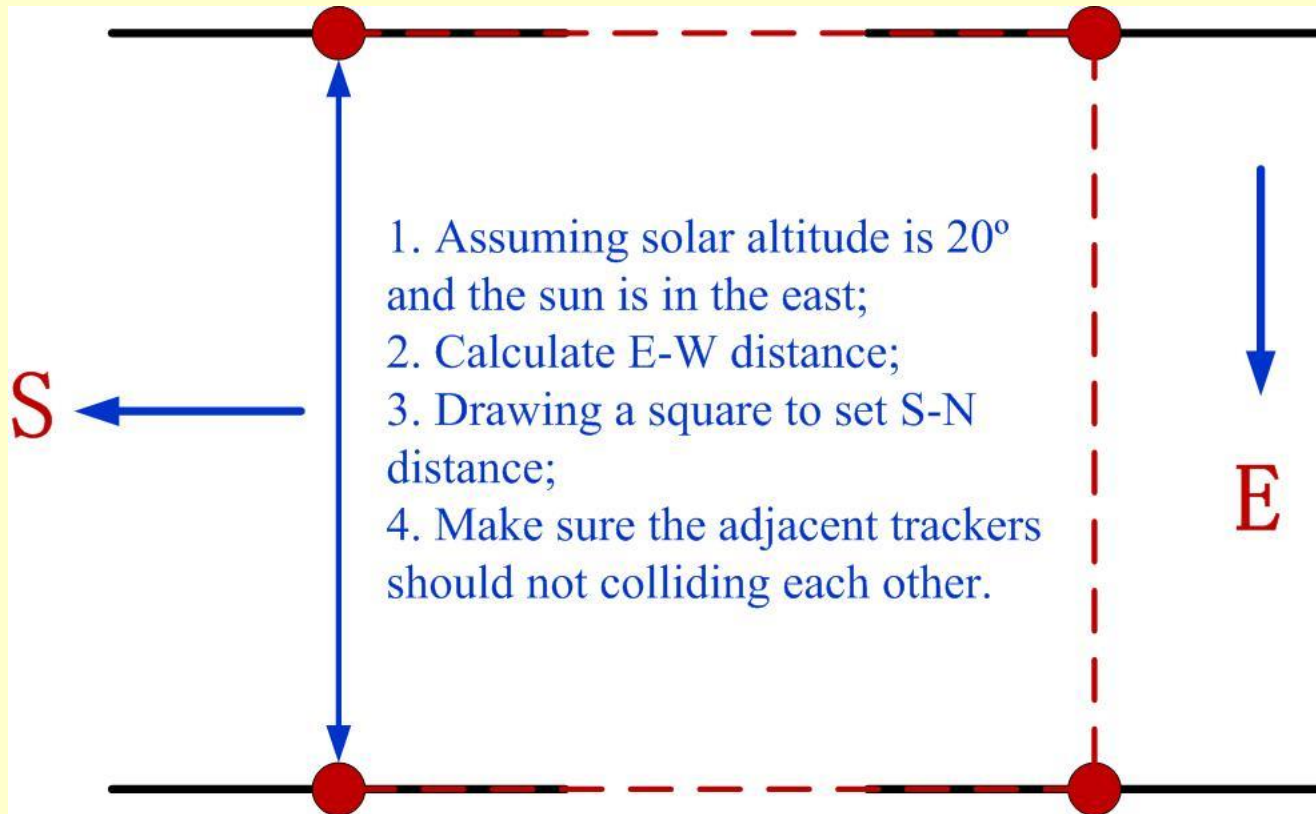 1. Assuming solar altitude is 20º
and the sun is in the east;
2. Calculate E-W distance;
3. Drawing a square to set S-N
distance;
4. Make sure the adjacent trackers
should not colliding each other.
S
E